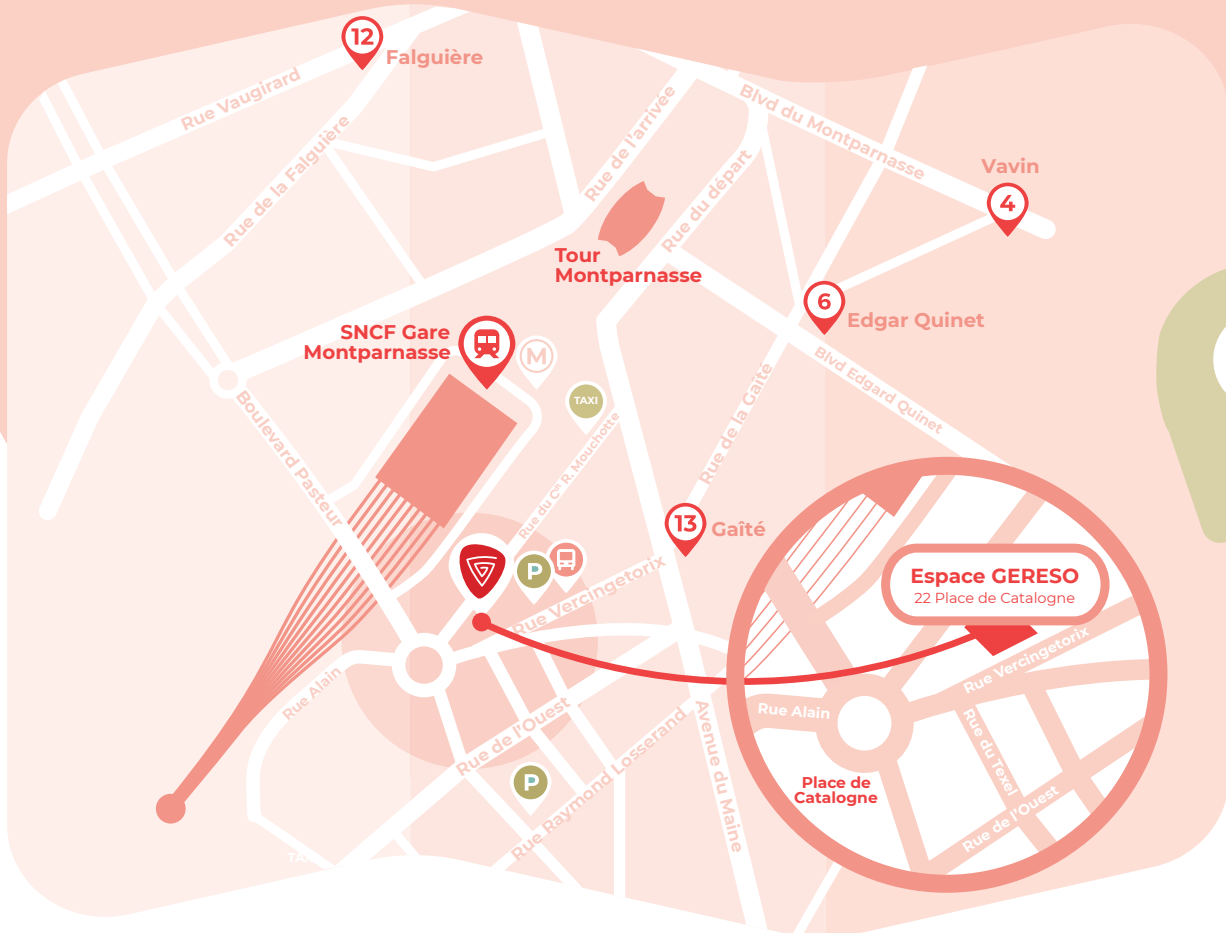 12
Falguière
Rue Vaugirard
Rue de la Falguière
Rue de l'arrivée
Blvd du Montparnasse
Vavin
4
Rue du départ
Tour
Montparnasse
6
Edgar Quinet
SNCF Gare
Montparnasse
M
TAXI
Blvd Edgard Quinet
Rue de la Gaîté
Boulevard Pasteur
Rue du Cᵈᵗ R. Mouchotte
13
Gaîté
P
Rue Vercingetorix
Espace GERESO
22 Place de Catalogne
Rue Vercingetorix
Rue Alain
Rue Alain
Rue de l'Ouest
Avenue du Maine
Rue du Texel
P
Rue Raymond Losserand
Place de
Catalogne
Rue de l'Ouest